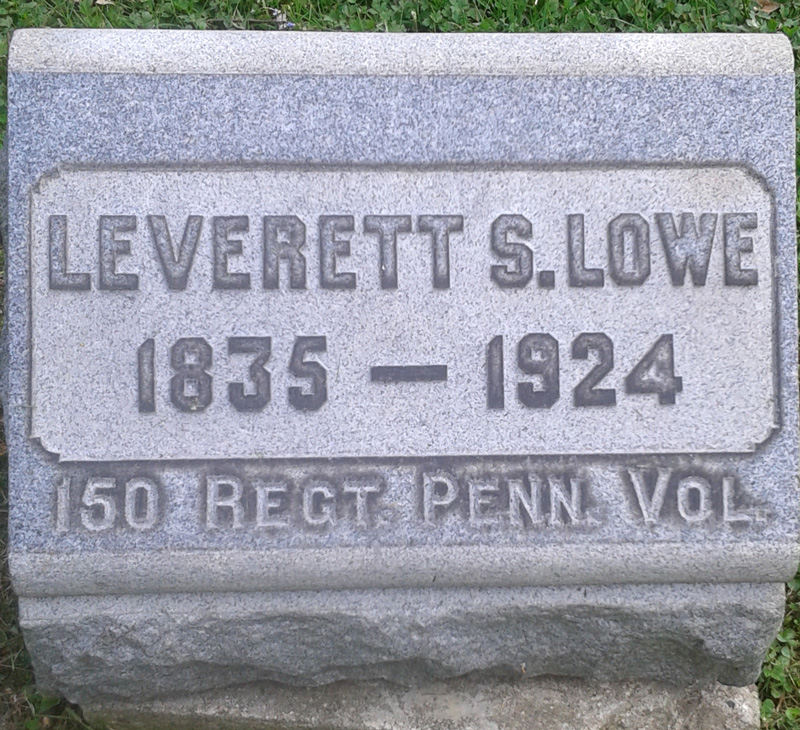 LEVERETT S. LOWE
1835 — 1924
150 REGT. PENN. VOL.